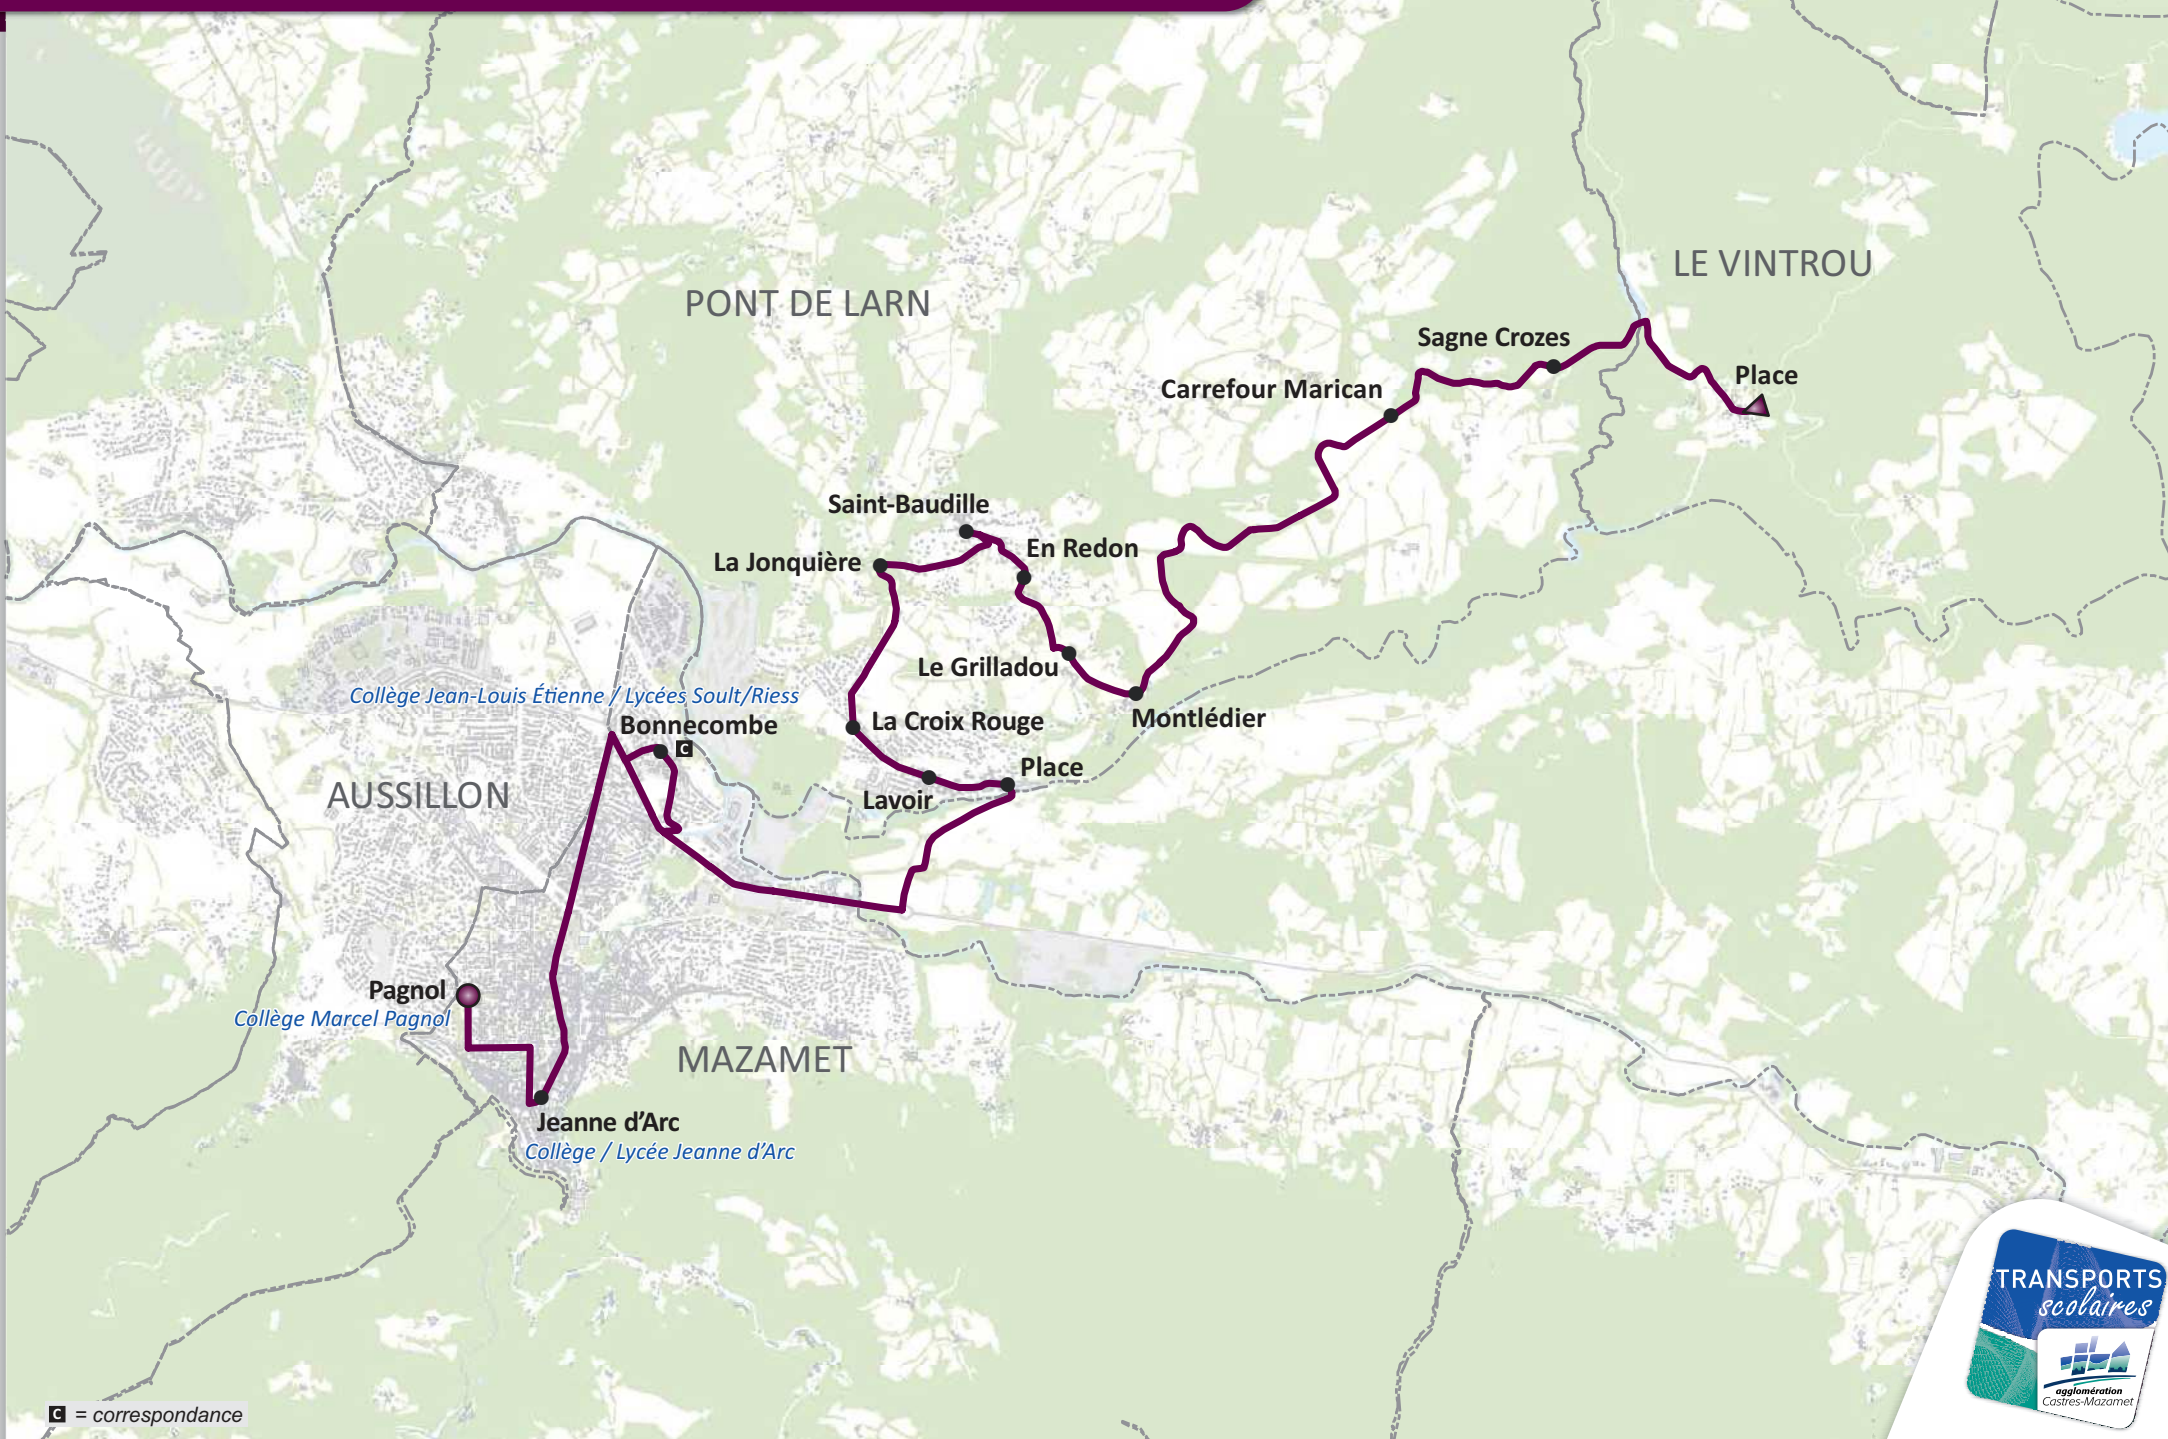 LE VINTROU
PONT DE LARN
Sagne Crozes
Place
Carrefour Marican
Saint-Baudille
En Redon
La Jonquière
Le Grilladou
Collège Jean-Louis Étienne / Lycées Soult/Riess
Bonnecombe
C
La Croix Rouge
Montlédier
Place
AUSSILLON
Lavoir
Pagnol
Collège Marcel Pagnol
MAZAMET
Jeanne d'Arc
Collège / Lycée Jeanne d'Arc
TRANSPORTS
scolaires
agglomération
Castres-Mazamet
C = correspondance